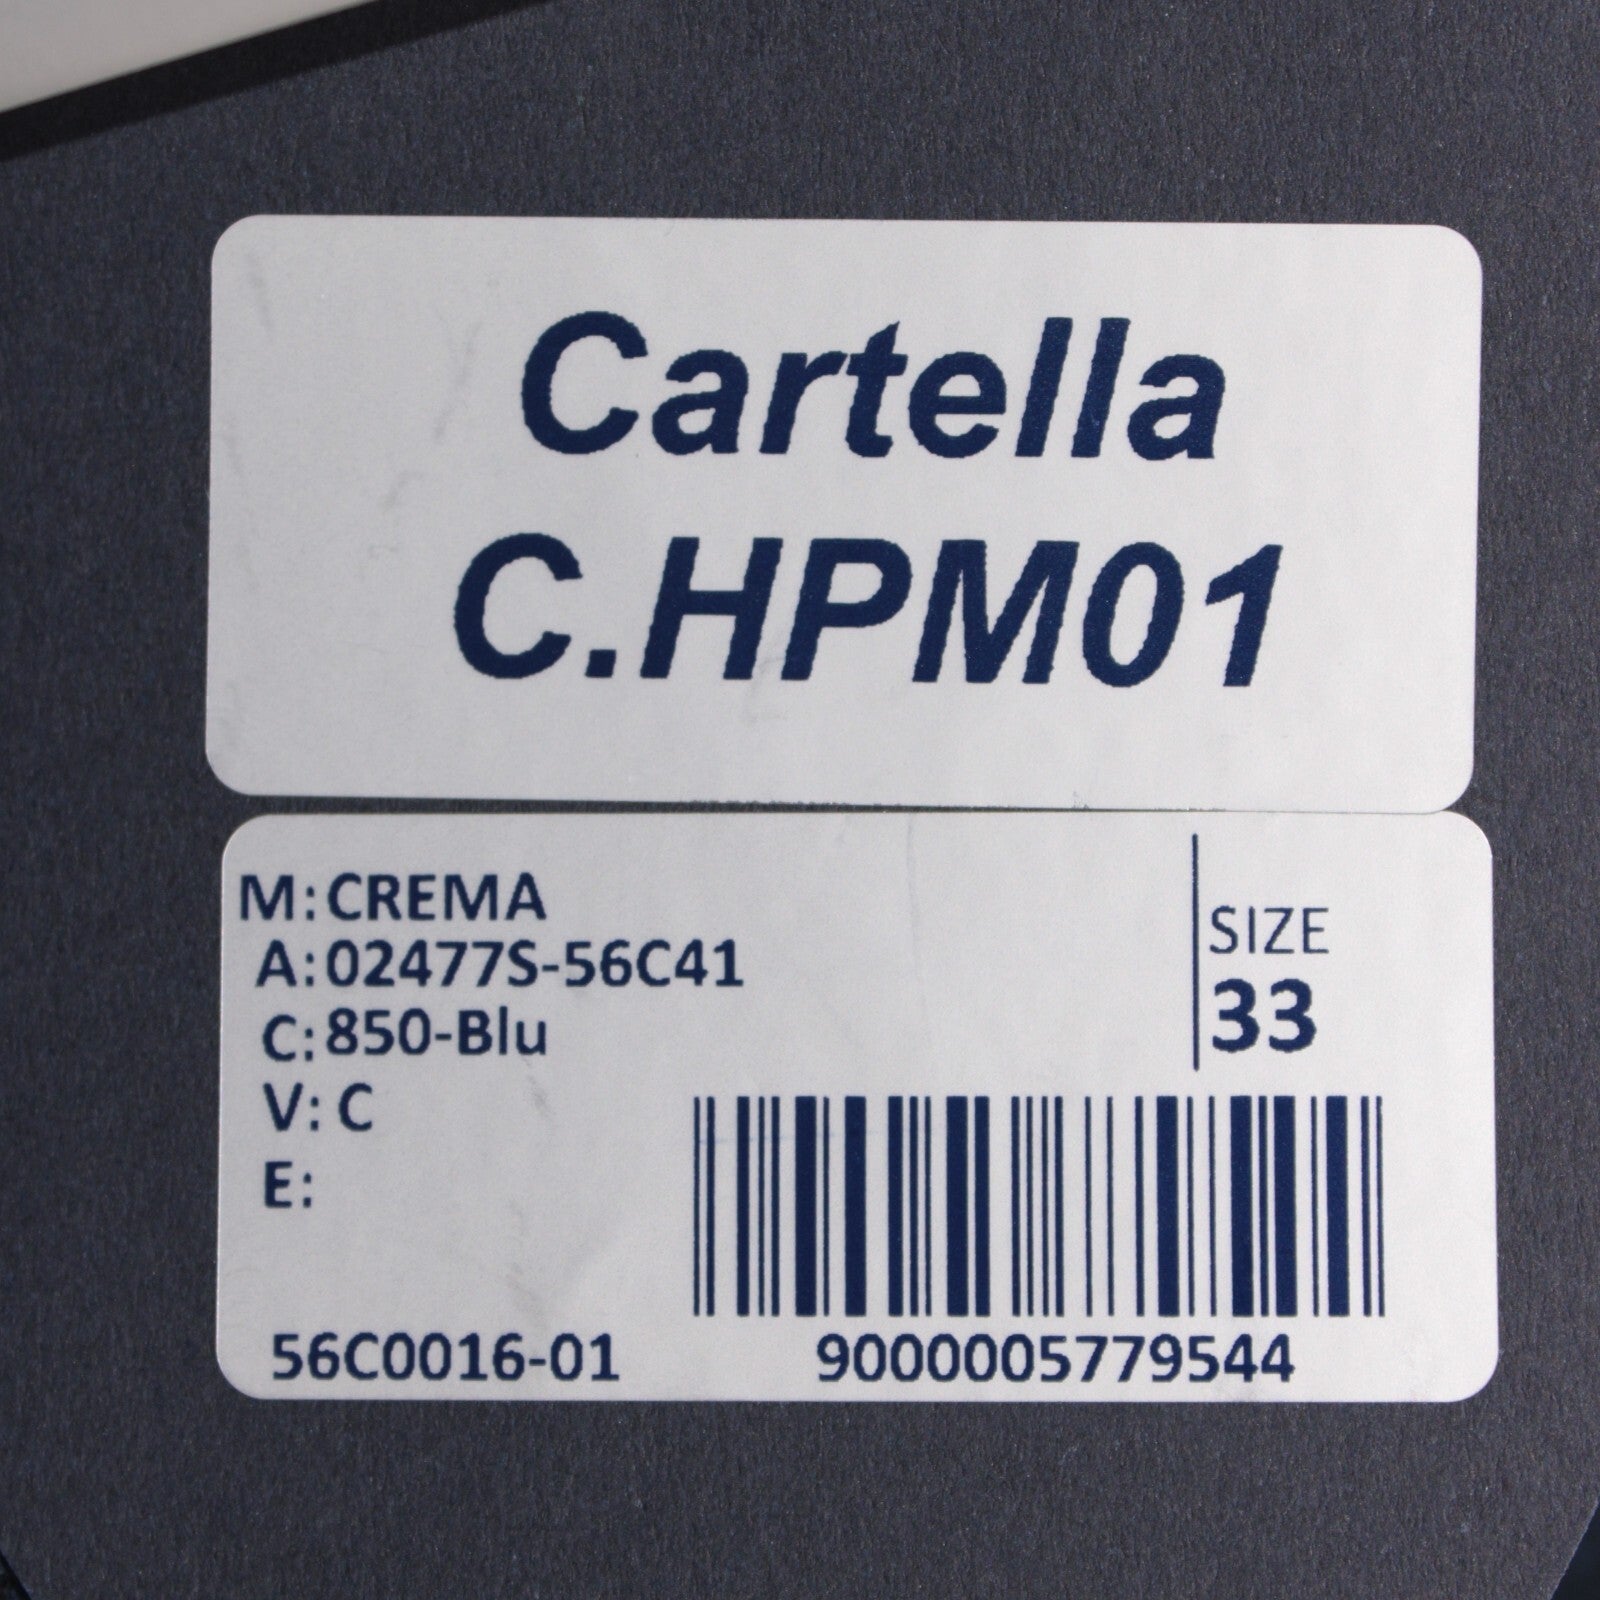 Cartella
C.HPM01
M: CREMA
A: 02477S-56C41
C: 850-Blu
V: C
E:
SIZE
33
56C0016-01
9000005779544